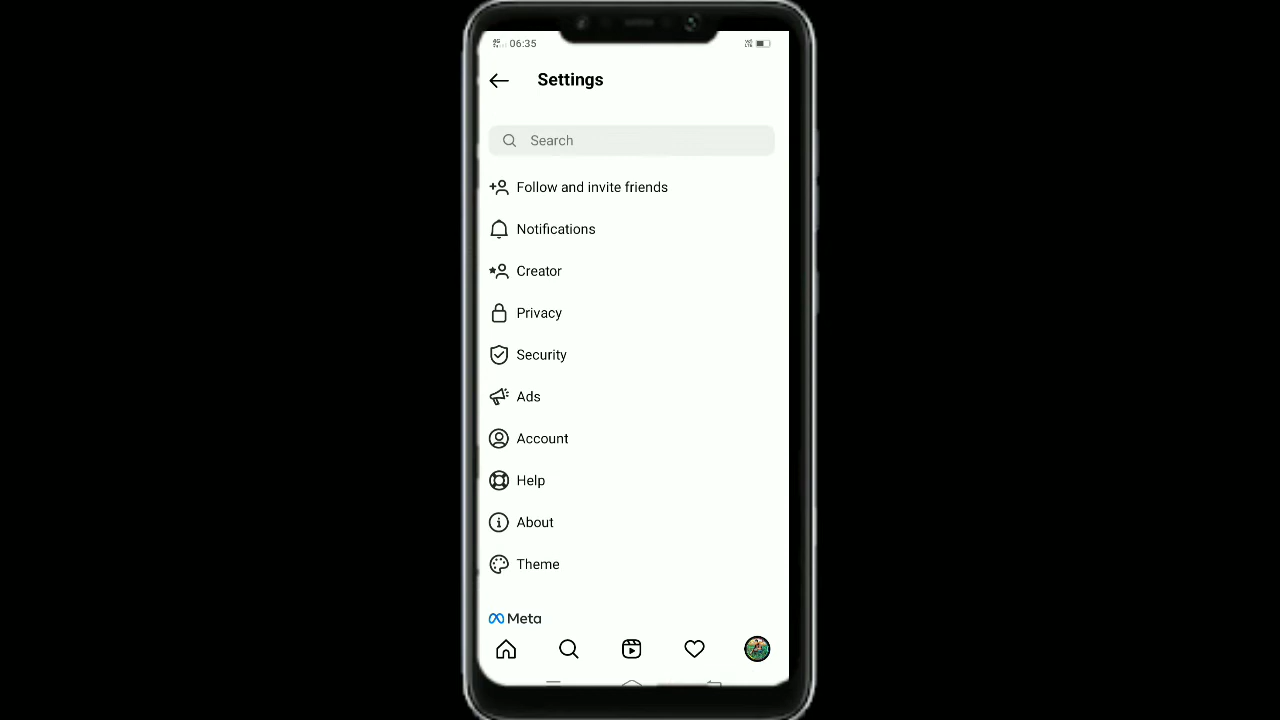 06:35
Settings
Search
Follow and invite friends
Notifications
Creator
Privacy
Security
Ads
Account
Help
About
Theme
Meta